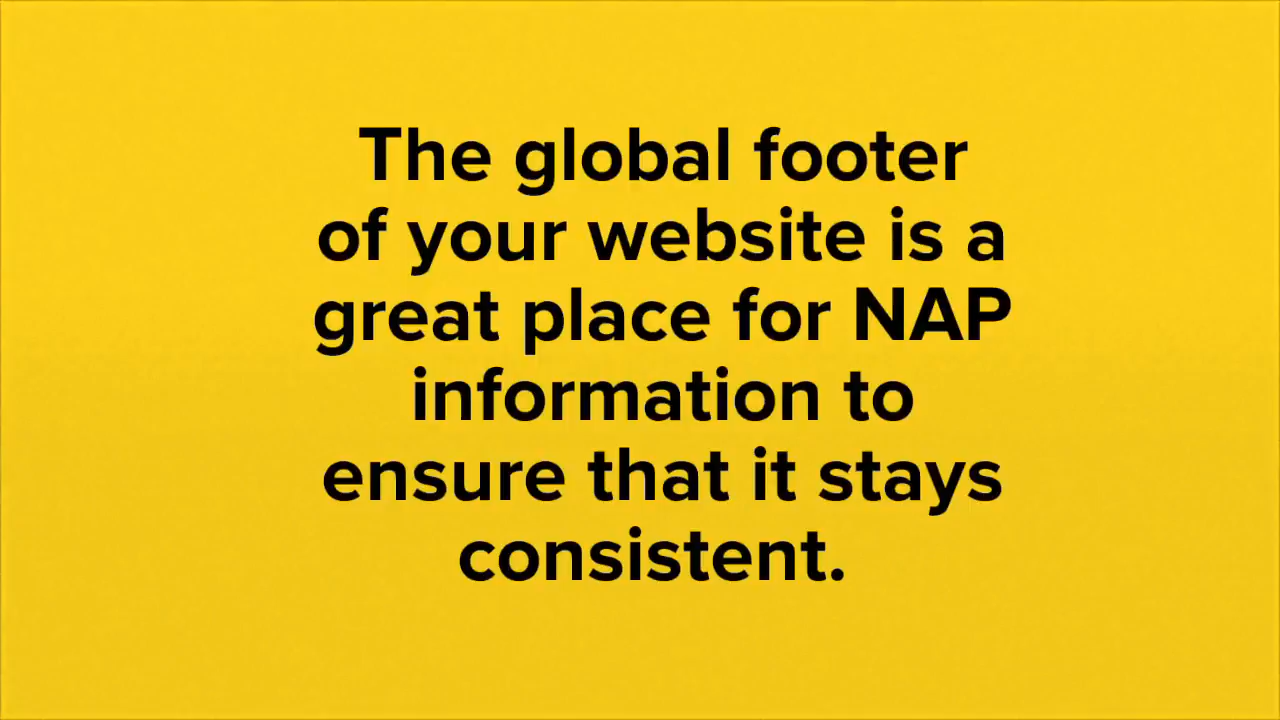 The global footer
of your website is a
great place for NAP
information to
ensure that it stays
consistent.